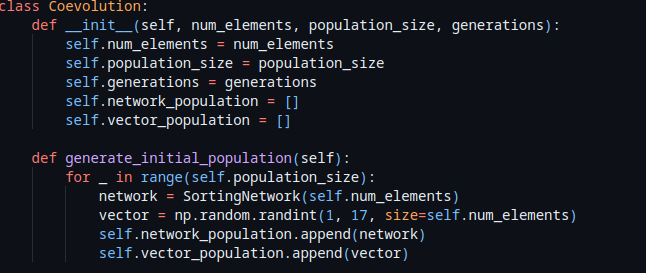 class Coevolution:
    def __init__(self, num_elements, population_size, generations):
        self.num_elements = num_elements
        self.population_size = population_size
        self.generations = generations
        self.network_population = []
        self.vector_population = []

    def generate_initial_population(self):
        for _ in range(self.population_size):
            network = SortingNetwork(self.num_elements)
            vector = np.random.randint(1, 17, size=self.num_elements)
            self.network_population.append(network)
            self.vector_population.append(vector)